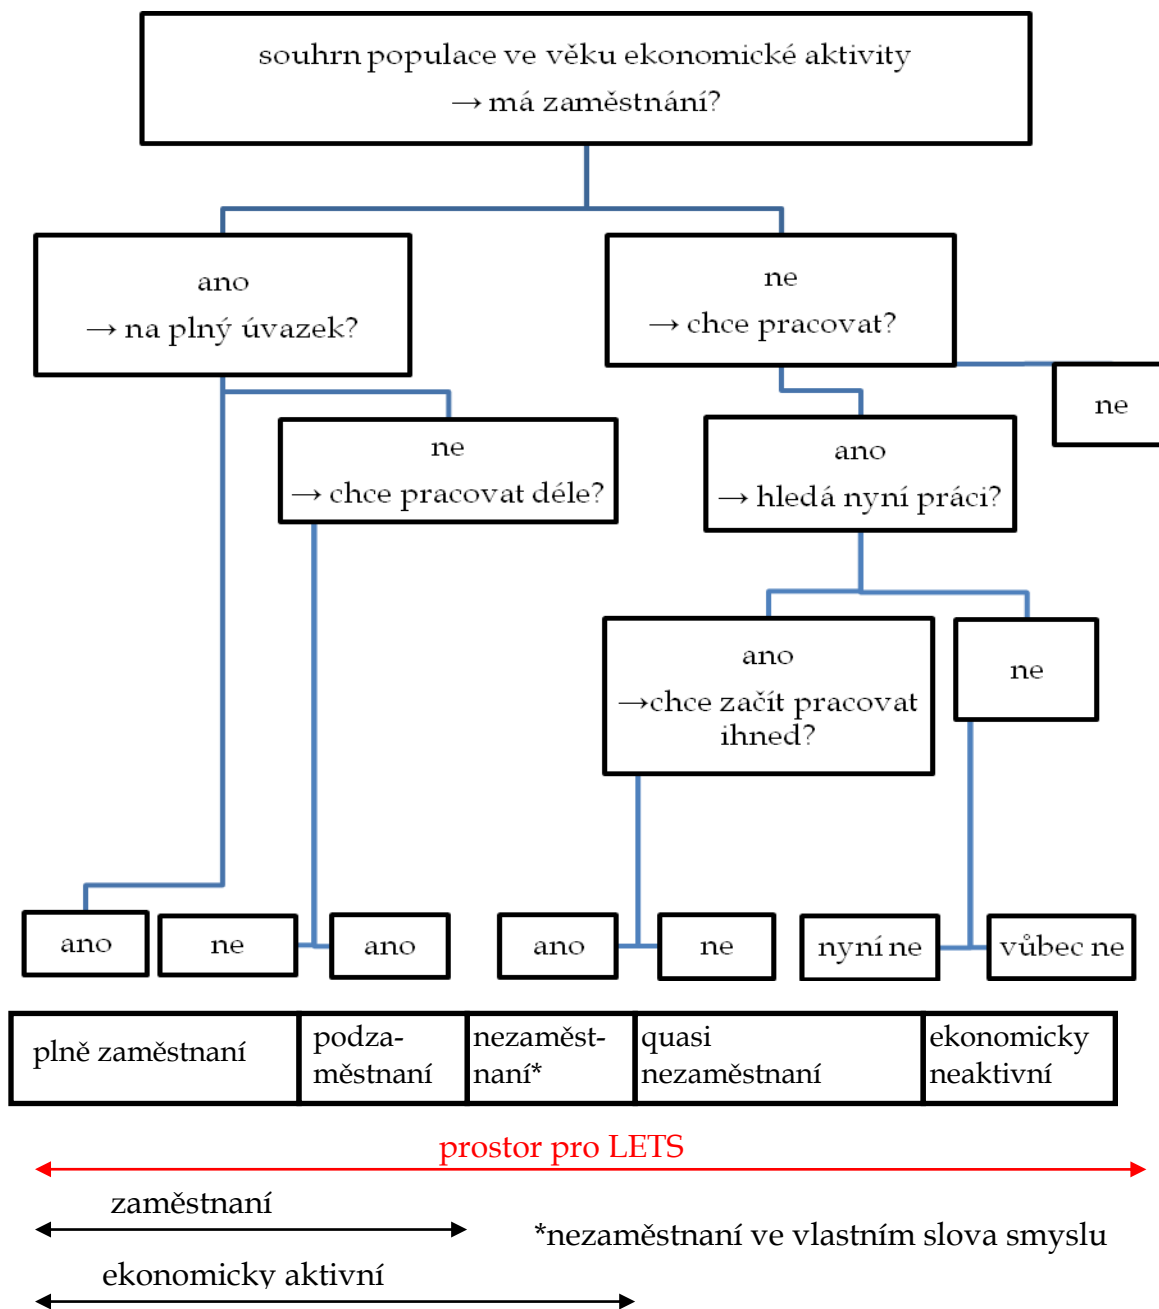 souhrn populace ve věku ekonomické aktivity
→ má zaměstnání?
ano
→ na plný úvazek?
ne
→ chce pracovat?
ne
ne
→ chce pracovat déle?
ano
→ hledá nyní práci?
ano
→chce začít pracovat
ihned?
ne
ano
ne
ano
ano
ne
nyní ne
vůbec ne
plně zaměstnaní
podza-
městnaní
nezaměst-
naní*
quasi
nezaměstnaní
ekonomicky
neaktivní
prostor pro LETS
zaměstnaní
*nezaměstnaní ve vlastním slova smyslu
ekonomicky aktivní